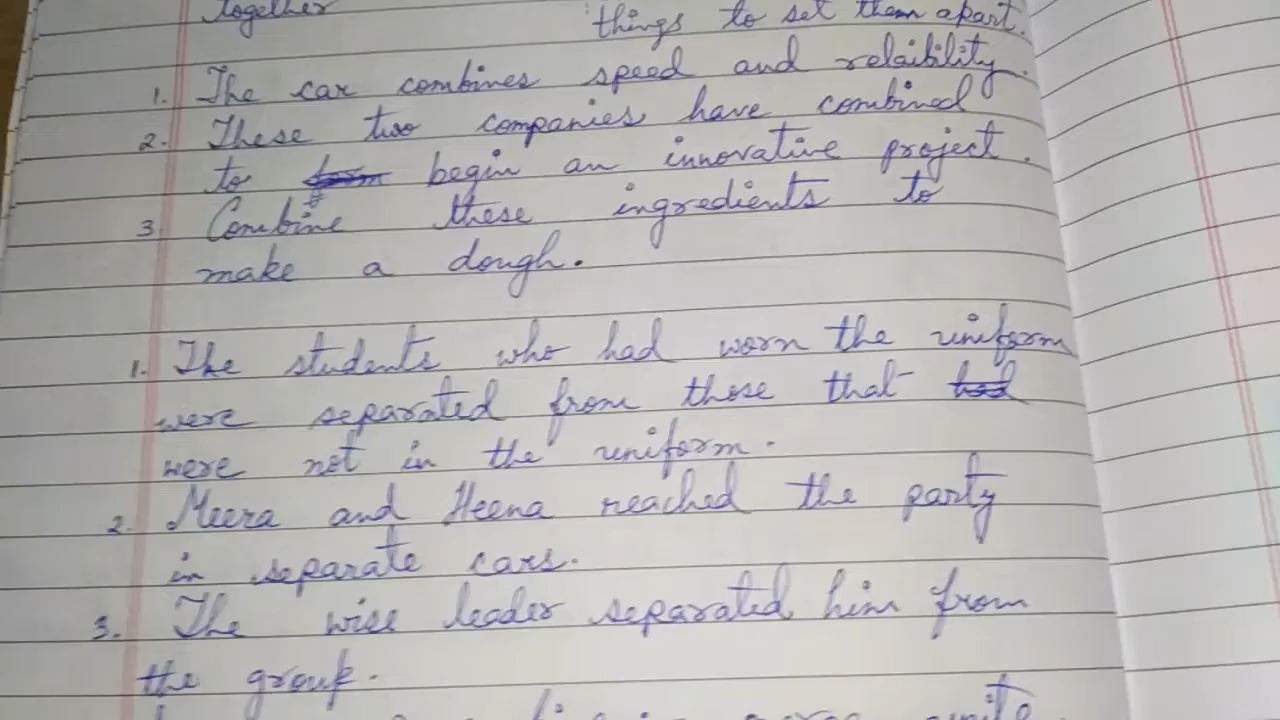 together things to set them apart.
1. The car combines speed and relaibility.
2. These two companies have combined
to begin an innovative project.
3. Combine these ingredients to
make a dough.
1. The students who had worn the uniform
were separated from those that had
were not in the uniform.
2. Meera and Heena reached the party
in separate cars.
3. The wise leader separated him from
the group.